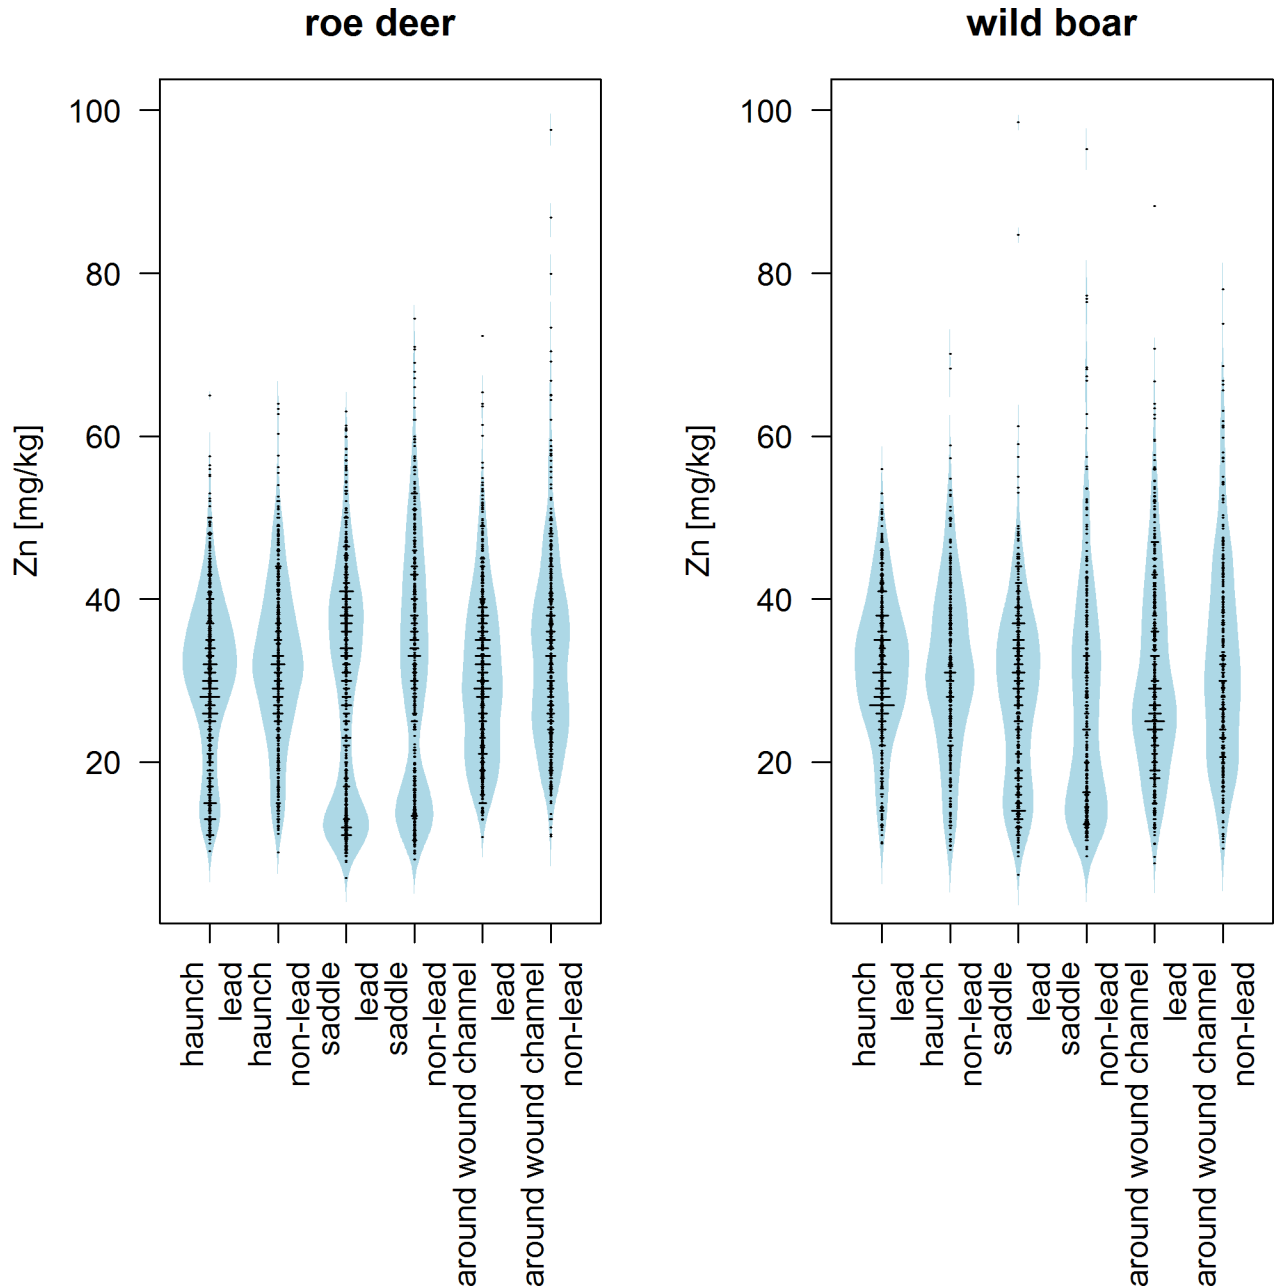 roe deer
Zn [mg/kg]
100
80
60
40
20
haunch
lead
haunch
non-lead
saddle
lead
saddle
non-lead
around wound channel
lead
around wound channel
non-lead
wild boar
Zn [mg/kg]
100
80
60
40
20
haunch
lead
haunch
non-lead
saddle
lead
saddle
non-lead
around wound channel
lead
around wound channel
non-lead